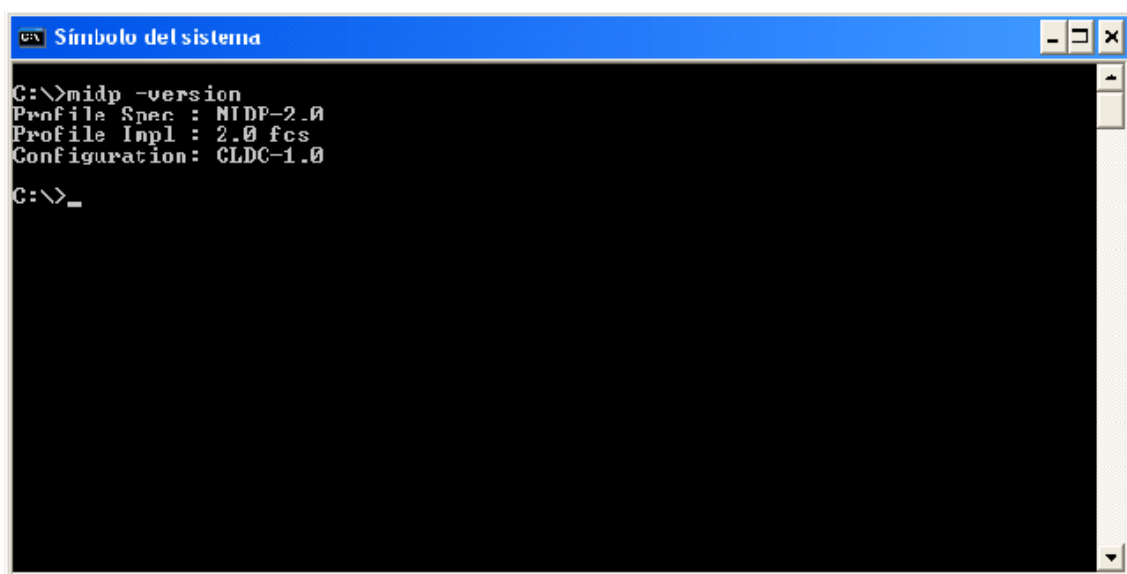 Símbolo del sistema
C:\>midp -version
Profile Spec : MIDP-2.0
Profile Impl : 2.0 fcs
Configuration: CLDC-1.0
C:\>_